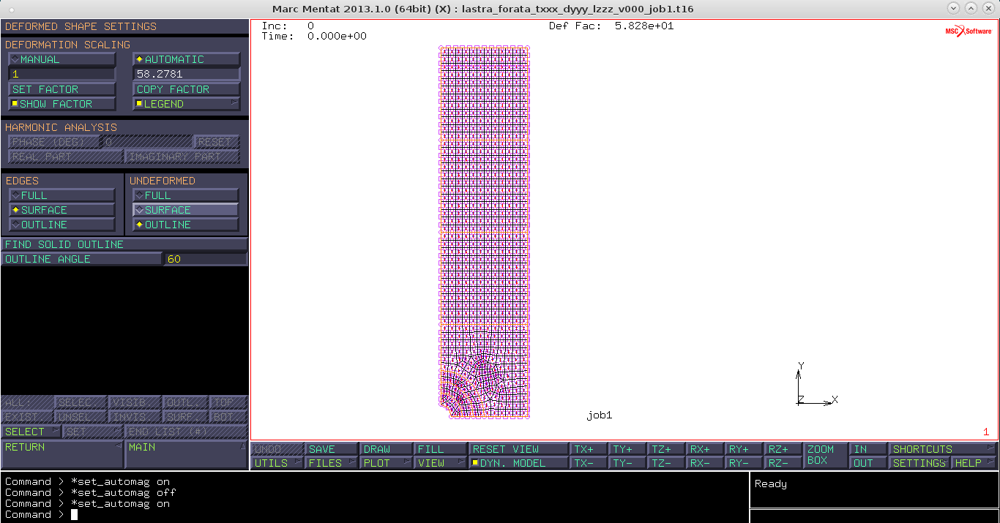 Marc Mentat 2013.1.0 (64bit) (X) : lastra_forata_txxx_dyyy_lzzz_v000_job1.t16
DEFORMED SHAPE SETTINGS
DEFORMATION SCALING
MANUAL AUTOMATIC
1 58.2781
SET FACTOR COPY FACTOR
SHOW FACTOR LEGEND
HARMONIC ANALYSIS
PHASE (DEG) 0 RESET
REAL PART IMAGINARY PART
EDGES UNDEFORMED
FULL FULL
SURFACE SURFACE
OUTLINE OUTLINE
FIND SOLID OUTLINE
OUTLINE ANGLE 60
ALL: SELEC. VISIB. OUTL. TOP
EXIST. UNSEL. INVIS. SURF. BOT
SELECT SET END LIST (#)
RETURN MAIN
Inc: 0 Def Fac: 5.828e+01
Time: 0.000e+00
MSC Software
Y
Z X
job1
1
UNDO SAVE DRAW FILL RESET VIEW TX+ TY+ TZ+ RX+ RY+ RZ+ ZOOM BOX IN SHORTCUTS
UTILS FILES PLOT VIEW DYN. MODEL TX- TY- TZ- RX- RY- RZ- OUT SETTINGS HELP
Command > *set_automag on
Command > *set_automag off
Command > *set_automag on
Command >
Ready